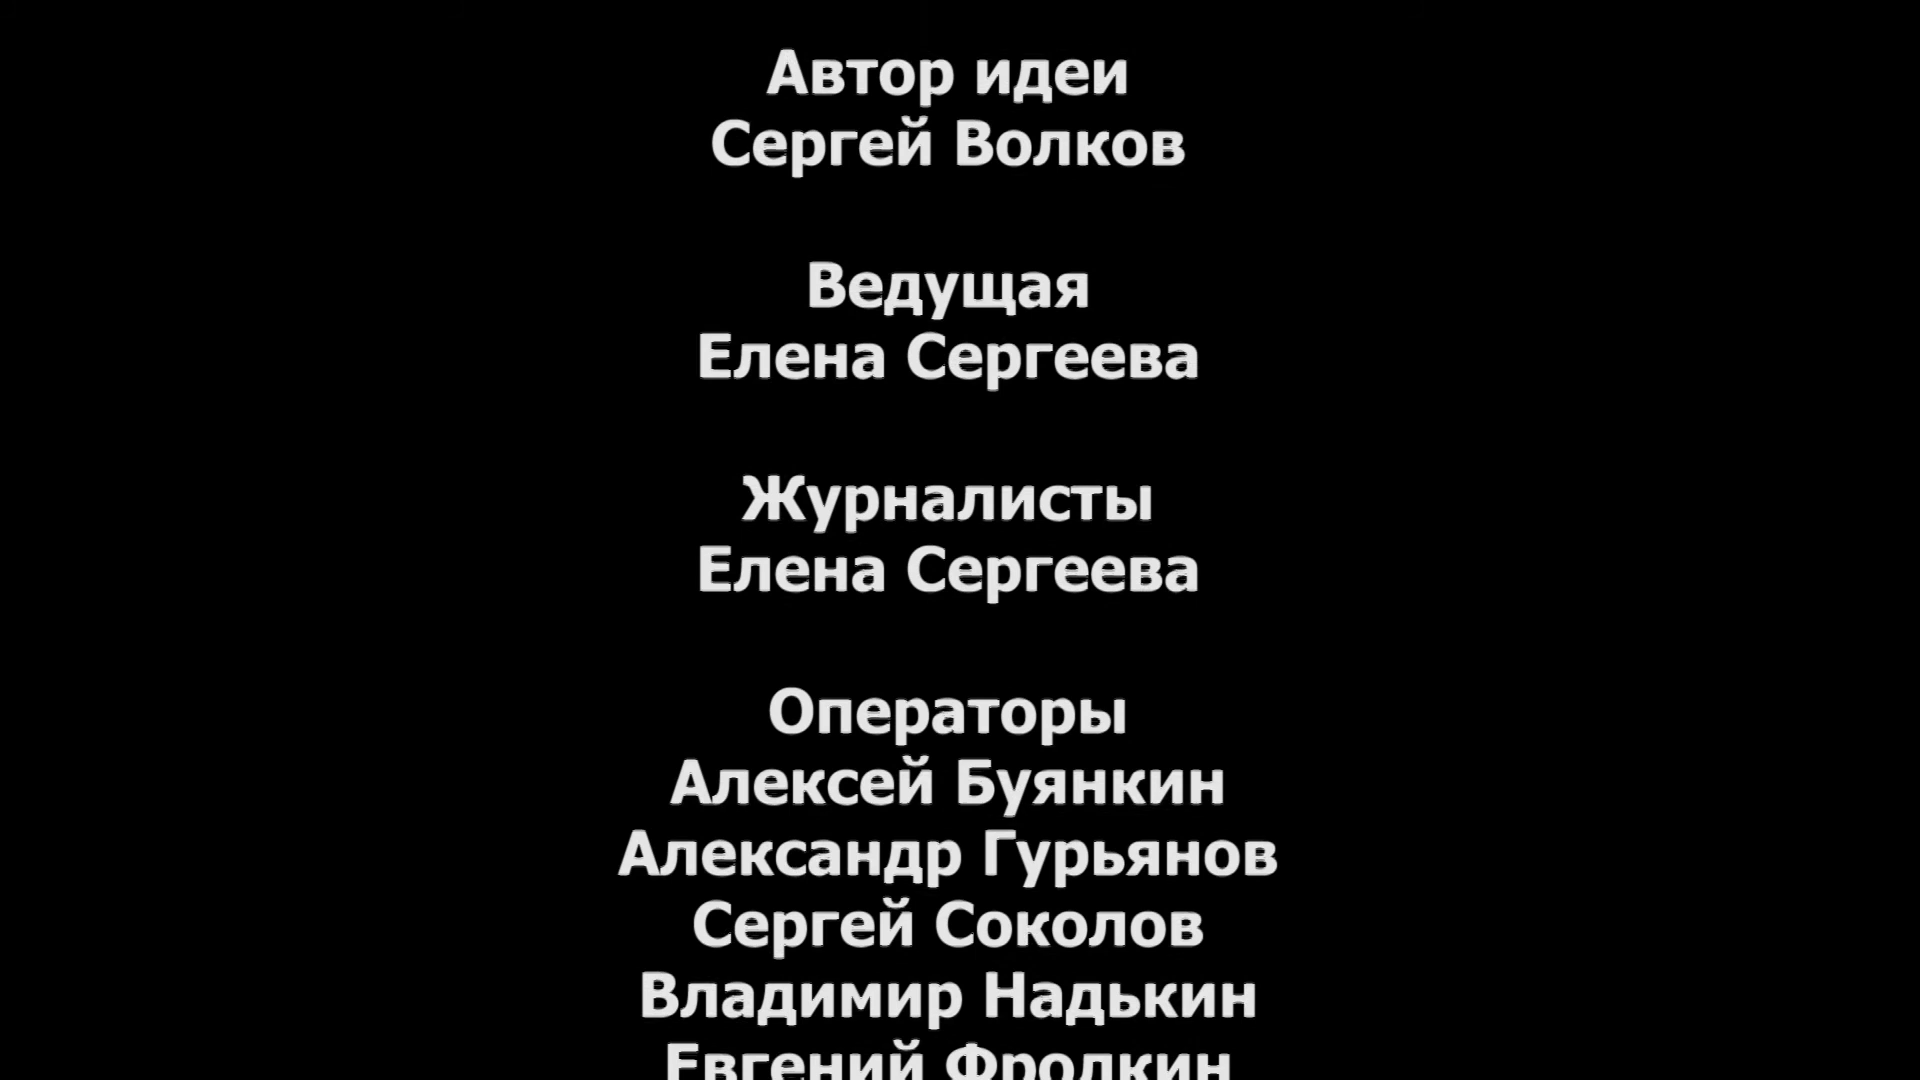 Автор идеи
Сергей Волков
Ведущая
Елена Сергеева
Журналисты
Елена Сергеева
Операторы
Алексей Буянкин
Александр Гурьянов
Сергей Соколов
Владимир Надькин
Евгений